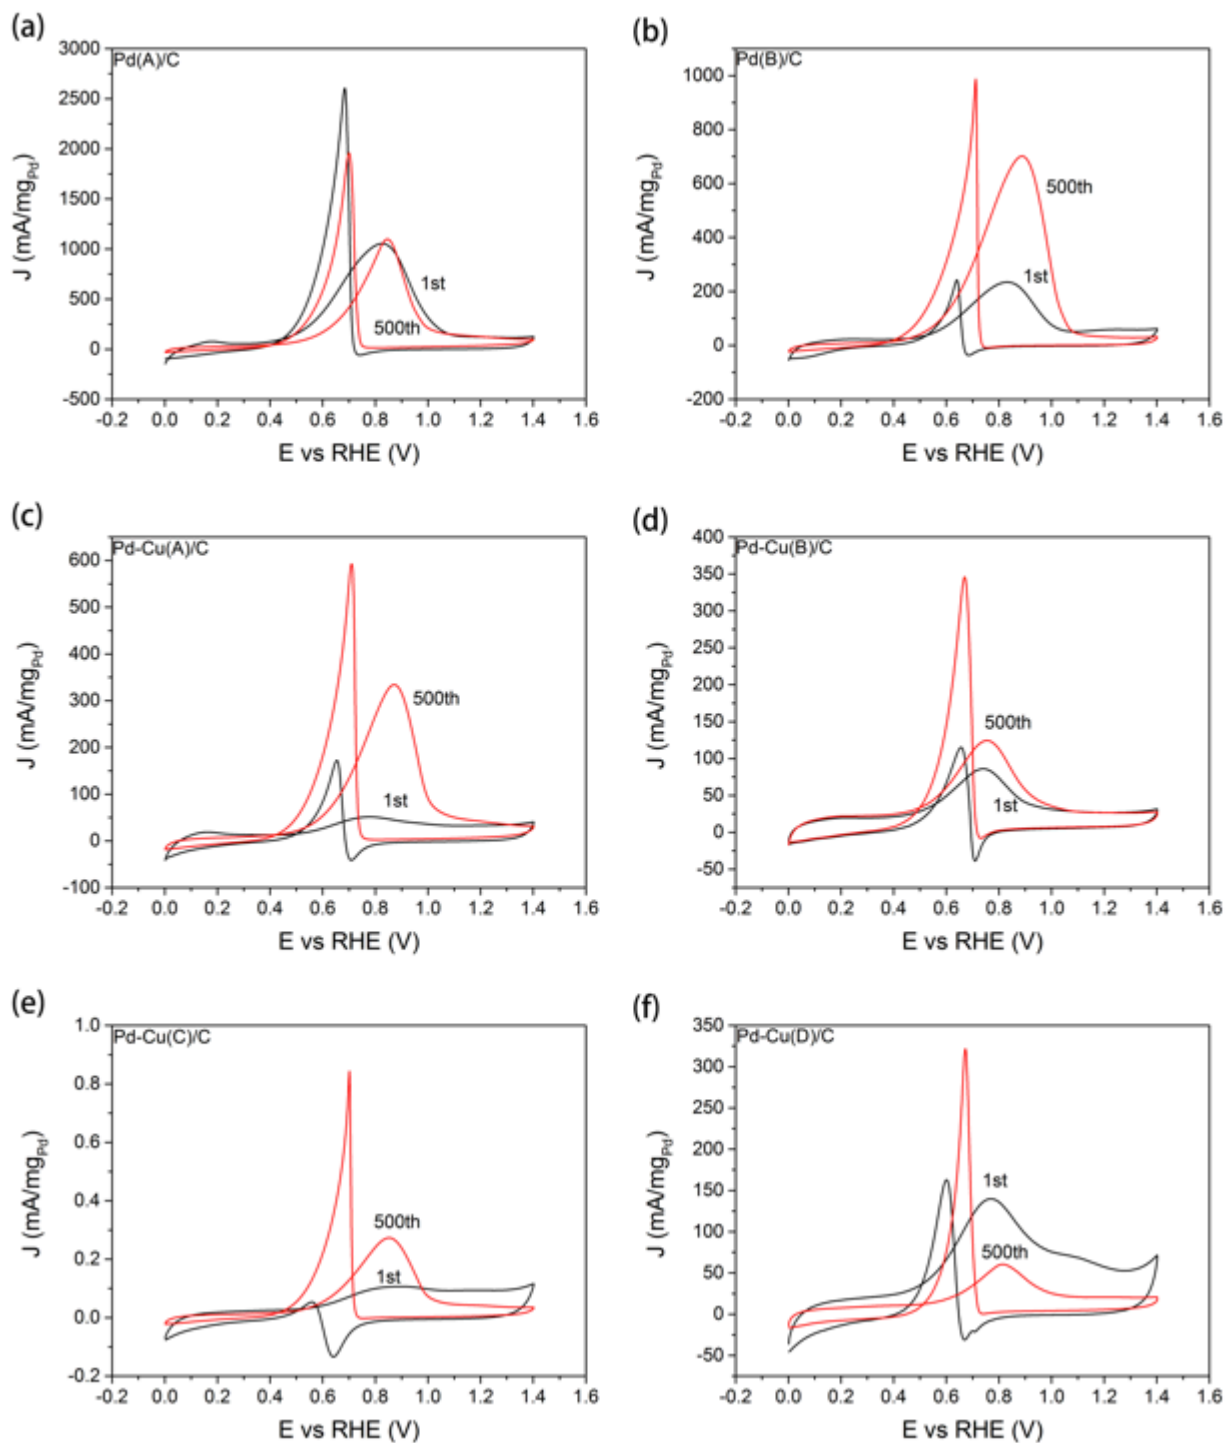 (a)
Pd(A)/C
3000
2500
2000
1500
1000
500
0
-500
J (mA/mgPd)
1st
500th
-0.2 0.0 0.2 0.4 0.6 0.8 1.0 1.2 1.4 1.6
E vs RHE (V)
(b)
Pd(B)/C
1000
800
600
400
200
0
-200
J (mA/mgPd)
500th
1st
-0.2 0.0 0.2 0.4 0.6 0.8 1.0 1.2 1.4 1.6
E vs RHE (V)
(c)
Pd-Cu(A)/C
600
500
400
300
200
100
0
-100
J (mA/mgPd)
500th
1st
-0.2 0.0 0.2 0.4 0.6 0.8 1.0 1.2 1.4 1.6
E vs RHE (V)
(d)
Pd-Cu(B)/C
400
350
300
250
200
150
100
50
0
-50
J (mA/mgPd)
500th
1st
-0.2 0.0 0.2 0.4 0.6 0.8 1.0 1.2 1.4 1.6
E vs RHE (V)
(e)
Pd-Cu(C)/C
1.0
0.8
0.6
0.4
0.2
0.0
-0.2
J (mA/mgPd)
500th
1st
-0.2 0.0 0.2 0.4 0.6 0.8 1.0 1.2 1.4 1.6
E vs RHE (V)
(f)
Pd-Cu(D)/C
350
300
250
200
150
100
50
0
-50
J (mA/mgPd)
1st
500th
-0.2 0.0 0.2 0.4 0.6 0.8 1.0 1.2 1.4 1.6
E vs RHE (V)